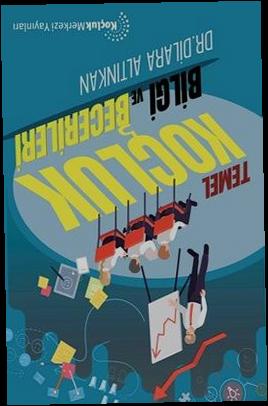 TEMEL
KOÇLUK
BİLGİ VE
BECERİLERİ
DR.DİLARA ALTINKAN
Koçluk Merkezi Yayınları